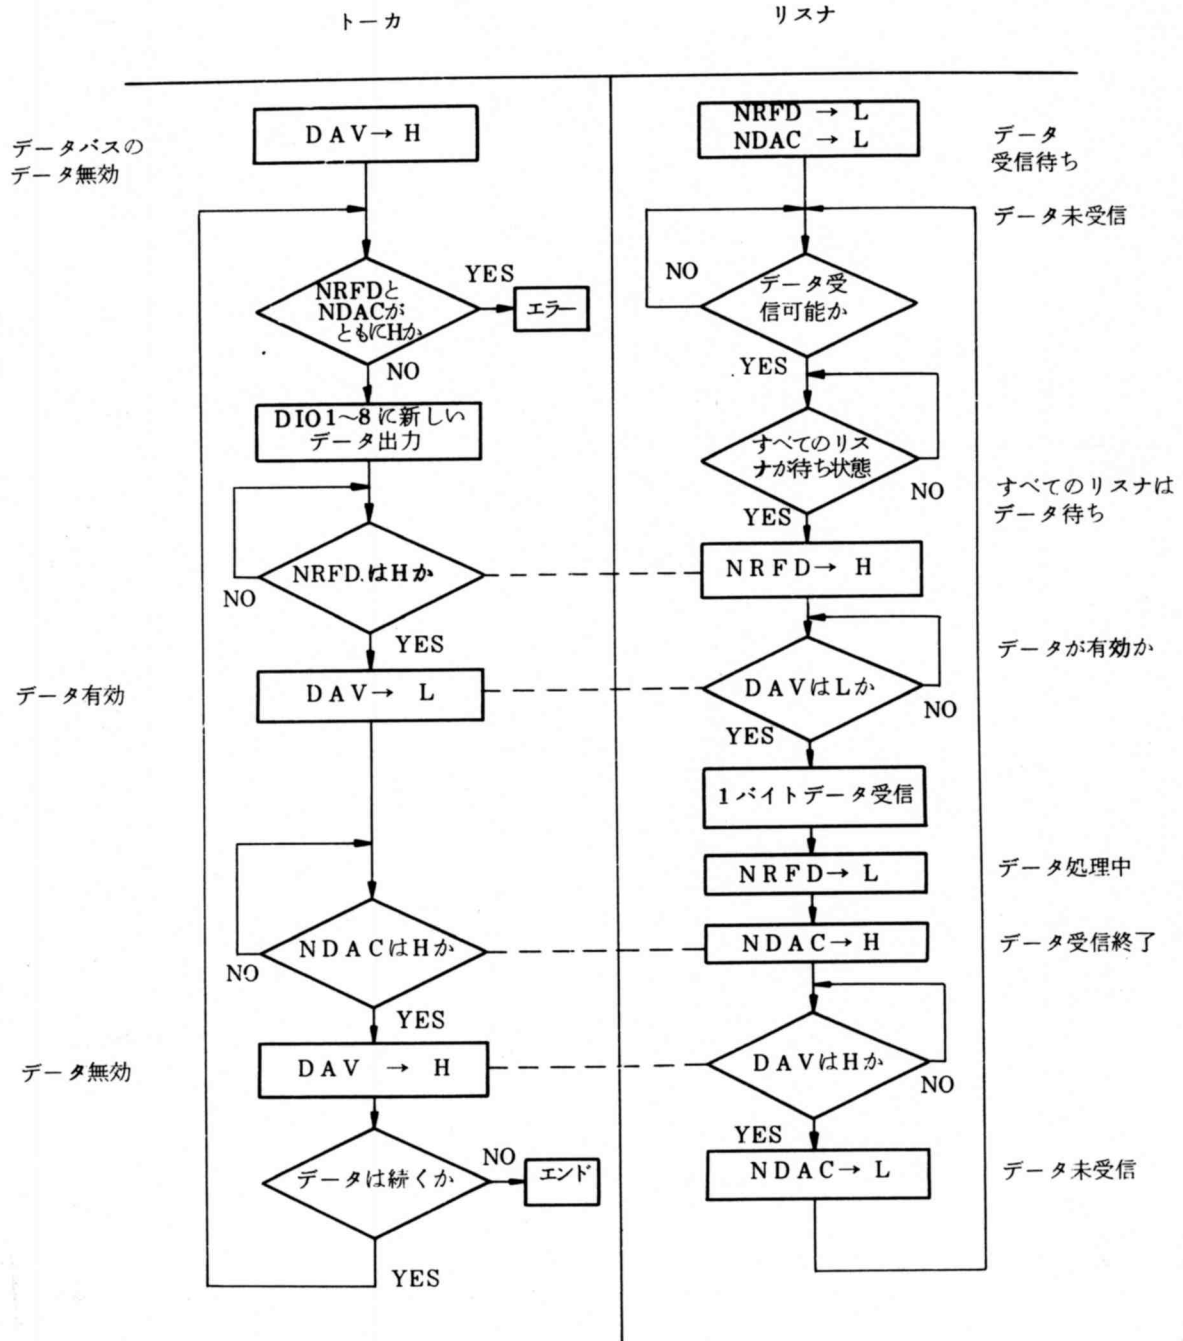 トーカ
リスナ
データバスの
データ無効
DAV→ H
NRFDと
NDACが
ともにHか
YES
エラー
NO
DIO1~8に新しい
データ出力
NRFD.はHか
NO
YES
データ有効
DAV→ L
NDACはHか
NO
YES
データ無効
DAV → H
データは続くか
NO
エンド
YES
NRFD → L
NDAC → L
データ
受信待ち
データ未受信
NO
データ受
信可能か
YES
すべてのリス
ナが待ち状態
NO
すべてのリスナは
データ待ち
YES
NRFD→ H
データが有効か
DAVはLか
NO
YES
1バイトデータ受信
NRFD→ L
データ処理中
NDAC→ H
データ受信終了
DAVはHか
NO
YES
NDAC→ L
データ未受信